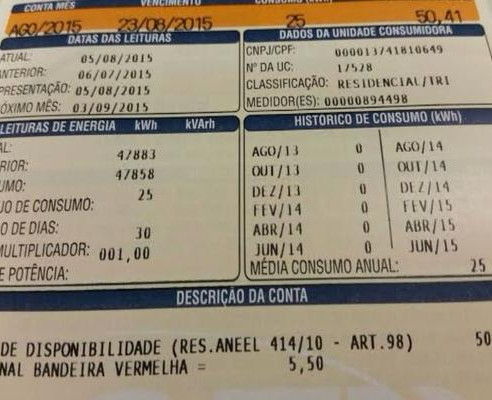 CONTA MÊS VENCIMENTO CONSUMO (kWh)
AGO/2015 23/08/2015 25 50,41
DATAS DAS LEITURAS
ATUAL: 05/08/2015
ANTERIOR: 06/07/2015
PRESENTAÇÃO: 05/08/2015
ÓXIMO MÊS: 03/09/2015
DADOS DA UNIDADE CONSUMIDORA
CNPJ/CPF: 000013741810649
Nº DA UC: 17528
CLASSIFICAÇÃO: RESIDENCIAL/TRI
MEDIDOR(ES): 00000894498
LEITURAS DE ENERGIA kWh kVArh
AL: 47883
RIOR: 47858
UMO: 25
JO DE CONSUMO:
O DE DIAS: 30
MULTIPLICADOR: 001,00
E POTÊNCIA:
HISTORICO DE CONSUMO (kWh)
AGO/13 0 AGO/14
OUT/13 0 OUT/14
DEZ/13 0 DEZ/14
FEV/14 0 FEV/15
ABR/14 0 ABR/15
JUN/14 0 JUN/15
MÉDIA CONSUMO ANUAL: 25
DESCRIÇÃO DA CONTA
DE DISPONIBILIDADE (RES.ANEEL 414/10 - ART.98) 50
NAL BANDEIRA VERMELHA = 5,50